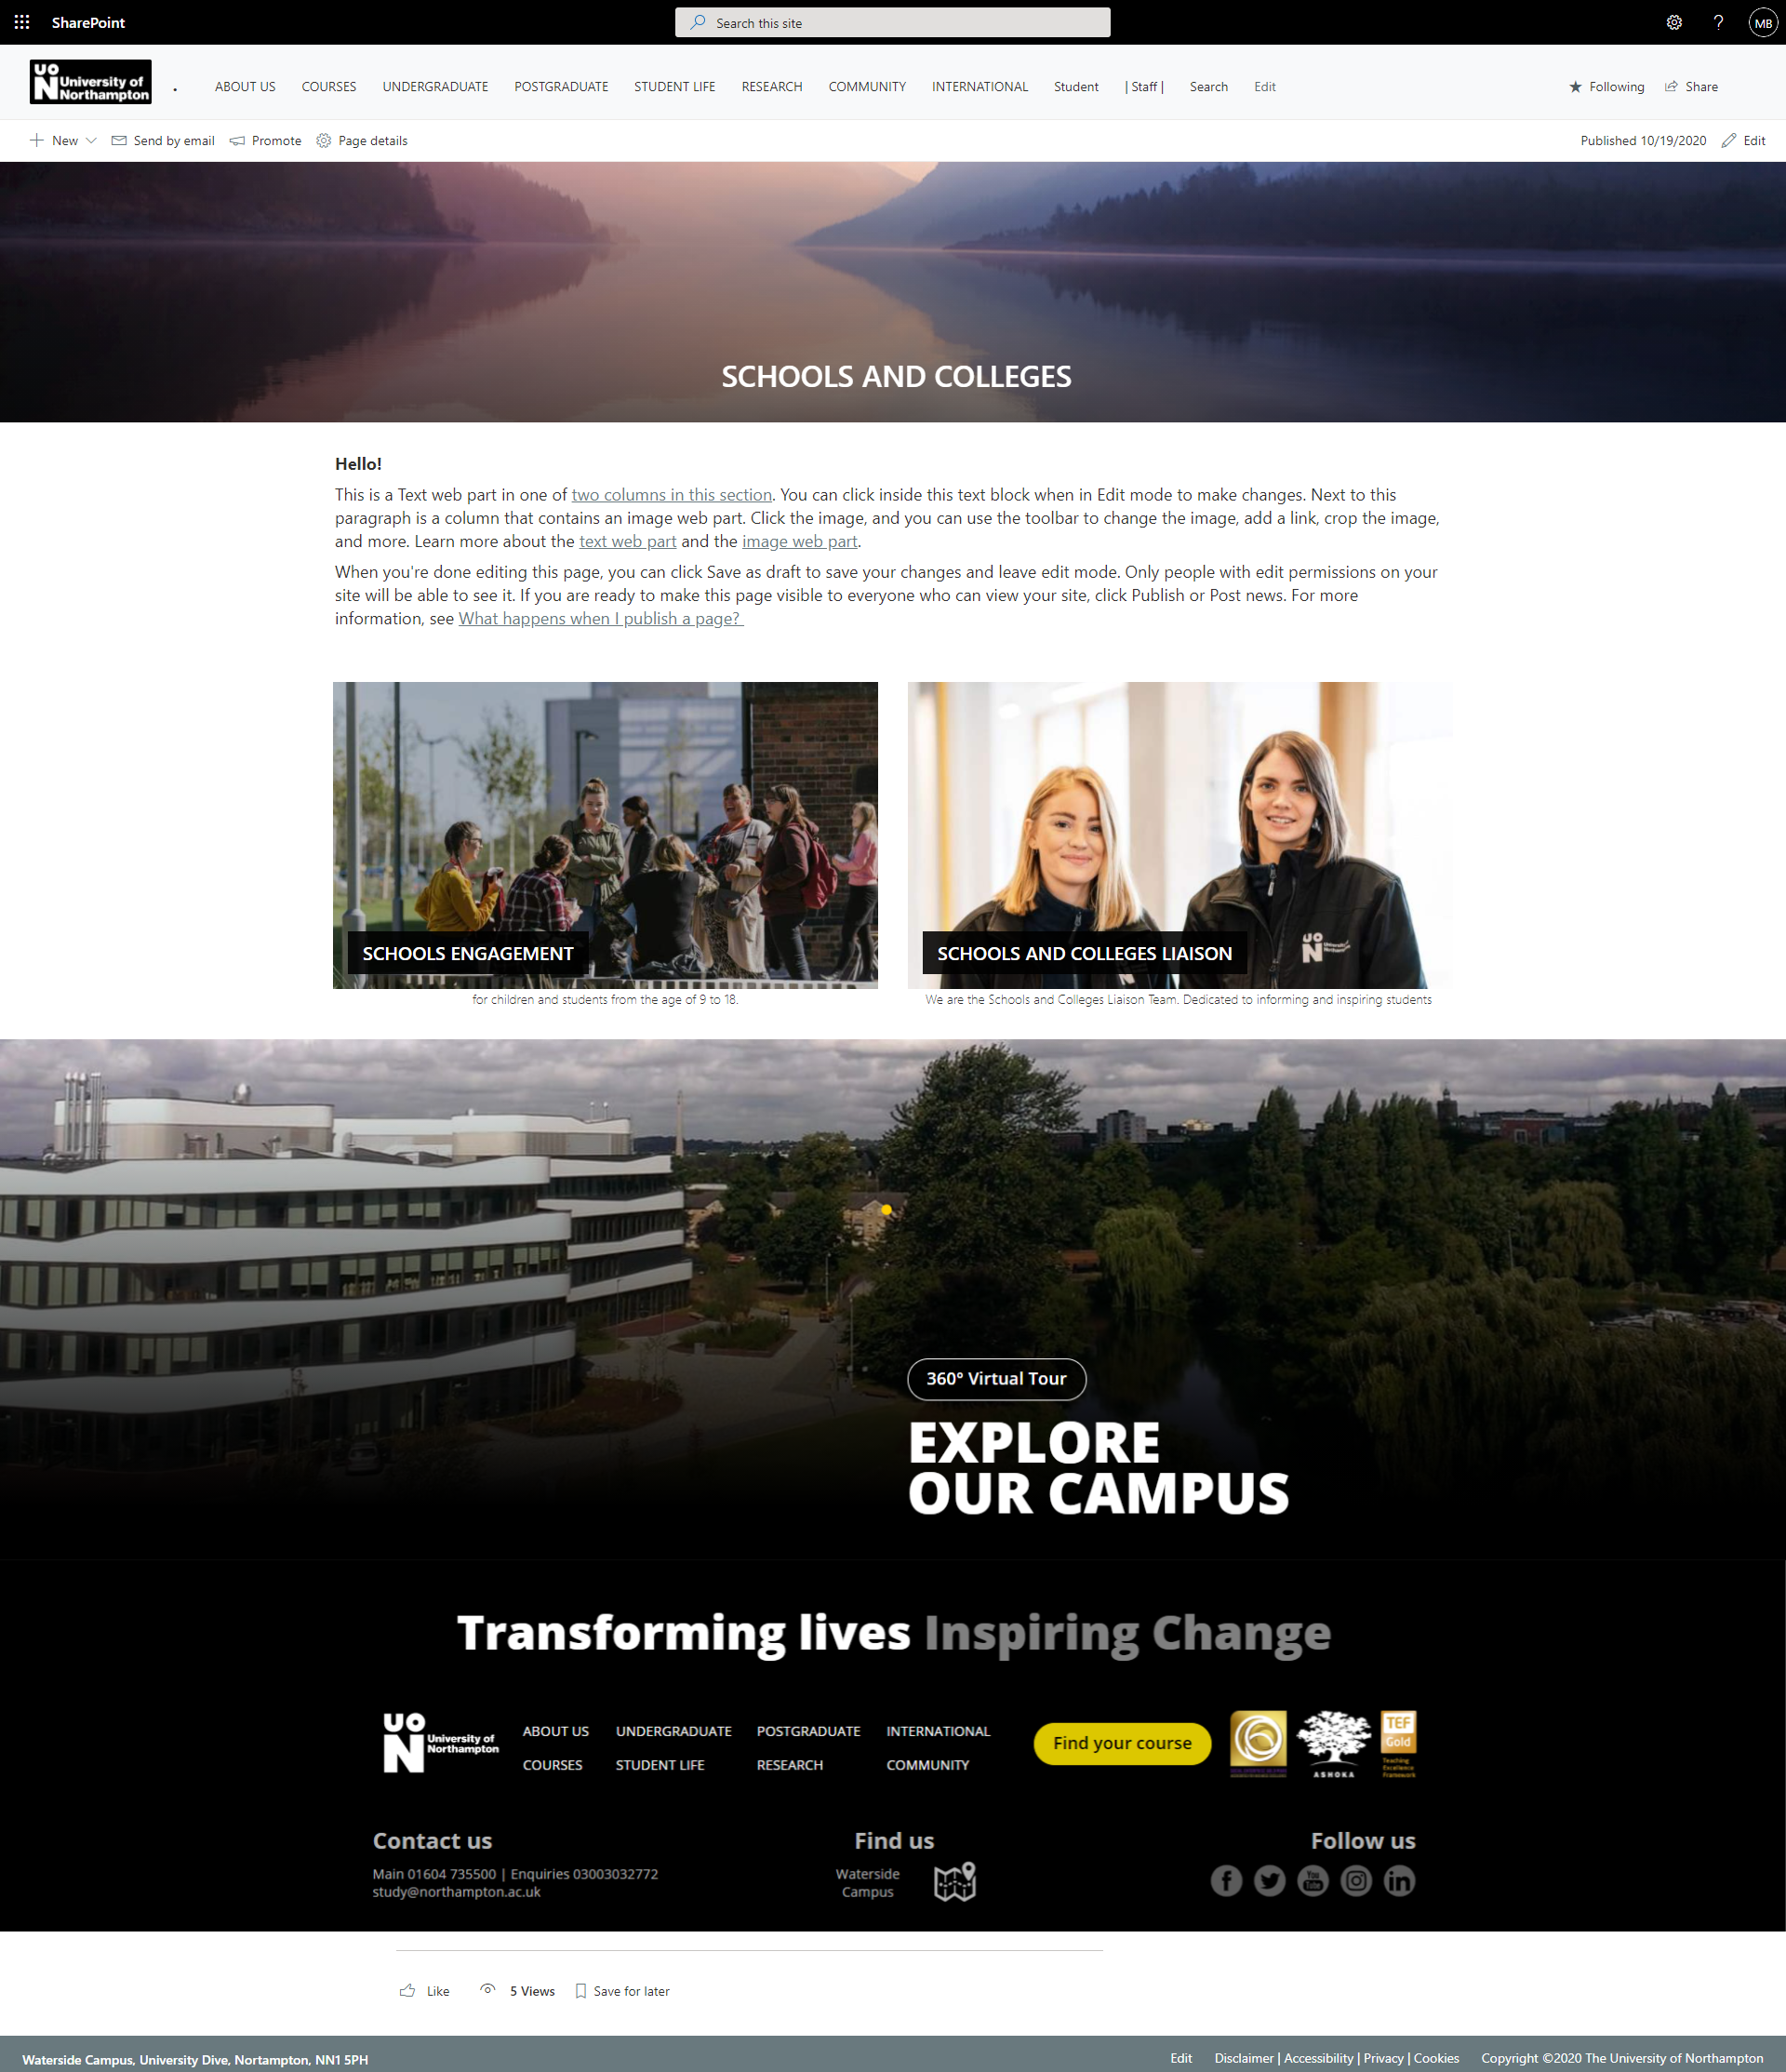 SharePoint
Search this site
?
MB
UO
N University of
Northampton
.
ABOUT US COURSES UNDERGRADUATE POSTGRADUATE STUDENT LIFE RESEARCH COMMUNITY INTERNATIONAL Student | Staff | Search Edit
Following Share
New Send by email Promote Page details
Published 10/19/2020 Edit
SCHOOLS AND COLLEGES
Hello!
This is a Text web part in one of two columns in this section. You can click inside this text block when in Edit mode to make changes. Next to this
paragraph is a column that contains an image web part. Click the image, and you can use the toolbar to change the image, add a link, crop the image,
and more. Learn more about the text web part and the image web part.
When you're done editing this page, you can click Save as draft to save your changes and leave edit mode. Only people with edit permissions on your
site will be able to see it. If you are ready to make this page visible to everyone who can view your site, click Publish or Post news. For more
information, see What happens when I publish a page?
SCHOOLS ENGAGEMENT
for children and students from the age of 9 to 18.
UO
N University of
Northampton
SCHOOLS AND COLLEGES LIAISON
We are the Schools and Colleges Liaison Team. Dedicated to informing and inspiring students
360° Virtual Tour
EXPLORE
OUR CAMPUS
Transforming lives Inspiring Change
UO
N University of
Northampton
ABOUT US UNDERGRADUATE POSTGRADUATE INTERNATIONAL
COURSES STUDENT LIFE RESEARCH COMMUNITY
Find your course
ASHOKA
TEF
Gold
Teaching
Excellence
Framework
Contact us
Main 01604 735500 | Enquiries 03003032772
study@northampton.ac.uk
Find us
Waterside
Campus
Follow us
f You Tube in
Like 5 Views Save for later
Waterside Campus, University Dive, Nortampton, NN1 5PH
Edit Disclaimer | Accessibility | Privacy | Cookies Copyright ©2020 The University of Northampton